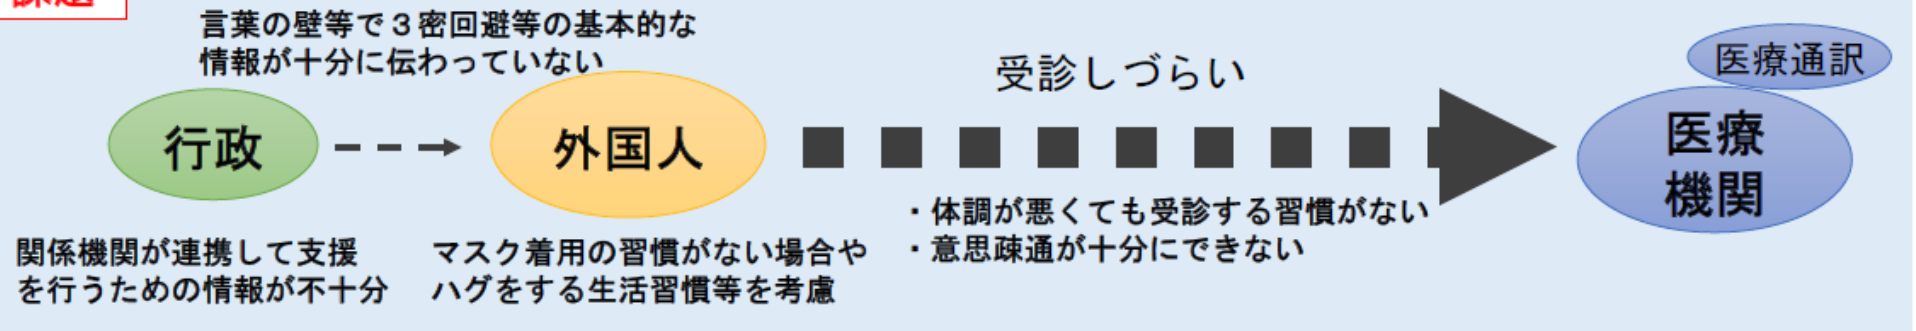 課題
言葉の壁等で３密回避等の基本的な
情報が十分に伝わっていない
受診しづらい
医療通訳
行政
外国人
医療
機関
・体調が悪くても受診する習慣がない
・意思疎通が十分にできない
関係機関が連携して支援
を行うための情報が不十分
マスク着用の習慣がない場合や
ハグをする生活習慣等を考慮